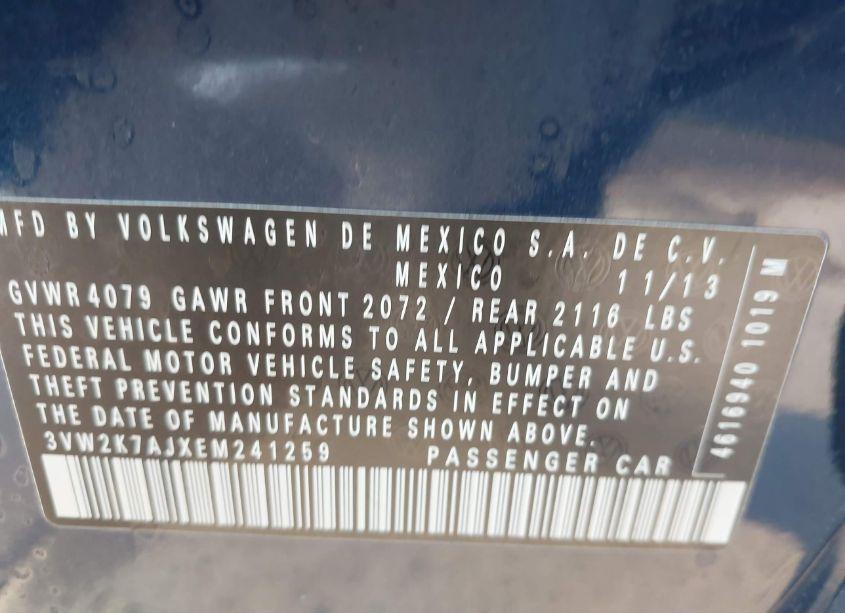 MFD BY VOLKSWAGEN DE MEXICO S.A. DE C.V.
MEXICO 11/13
GVWR4079 GAWR FRONT 2072 / REAR 2116 LBS
THIS VEHICLE CONFORMS TO ALL APPLICABLE U.S.
FEDERAL MOTOR VEHICLE SAFETY, BUMPER AND
THEFT PREVENTION STANDARDS IN EFFECT ON
THE DATE OF MANUFACTURE SHOWN ABOVE.
3VW2K7AJXEM241259 PASSENGER CAR
4616940 1019 M